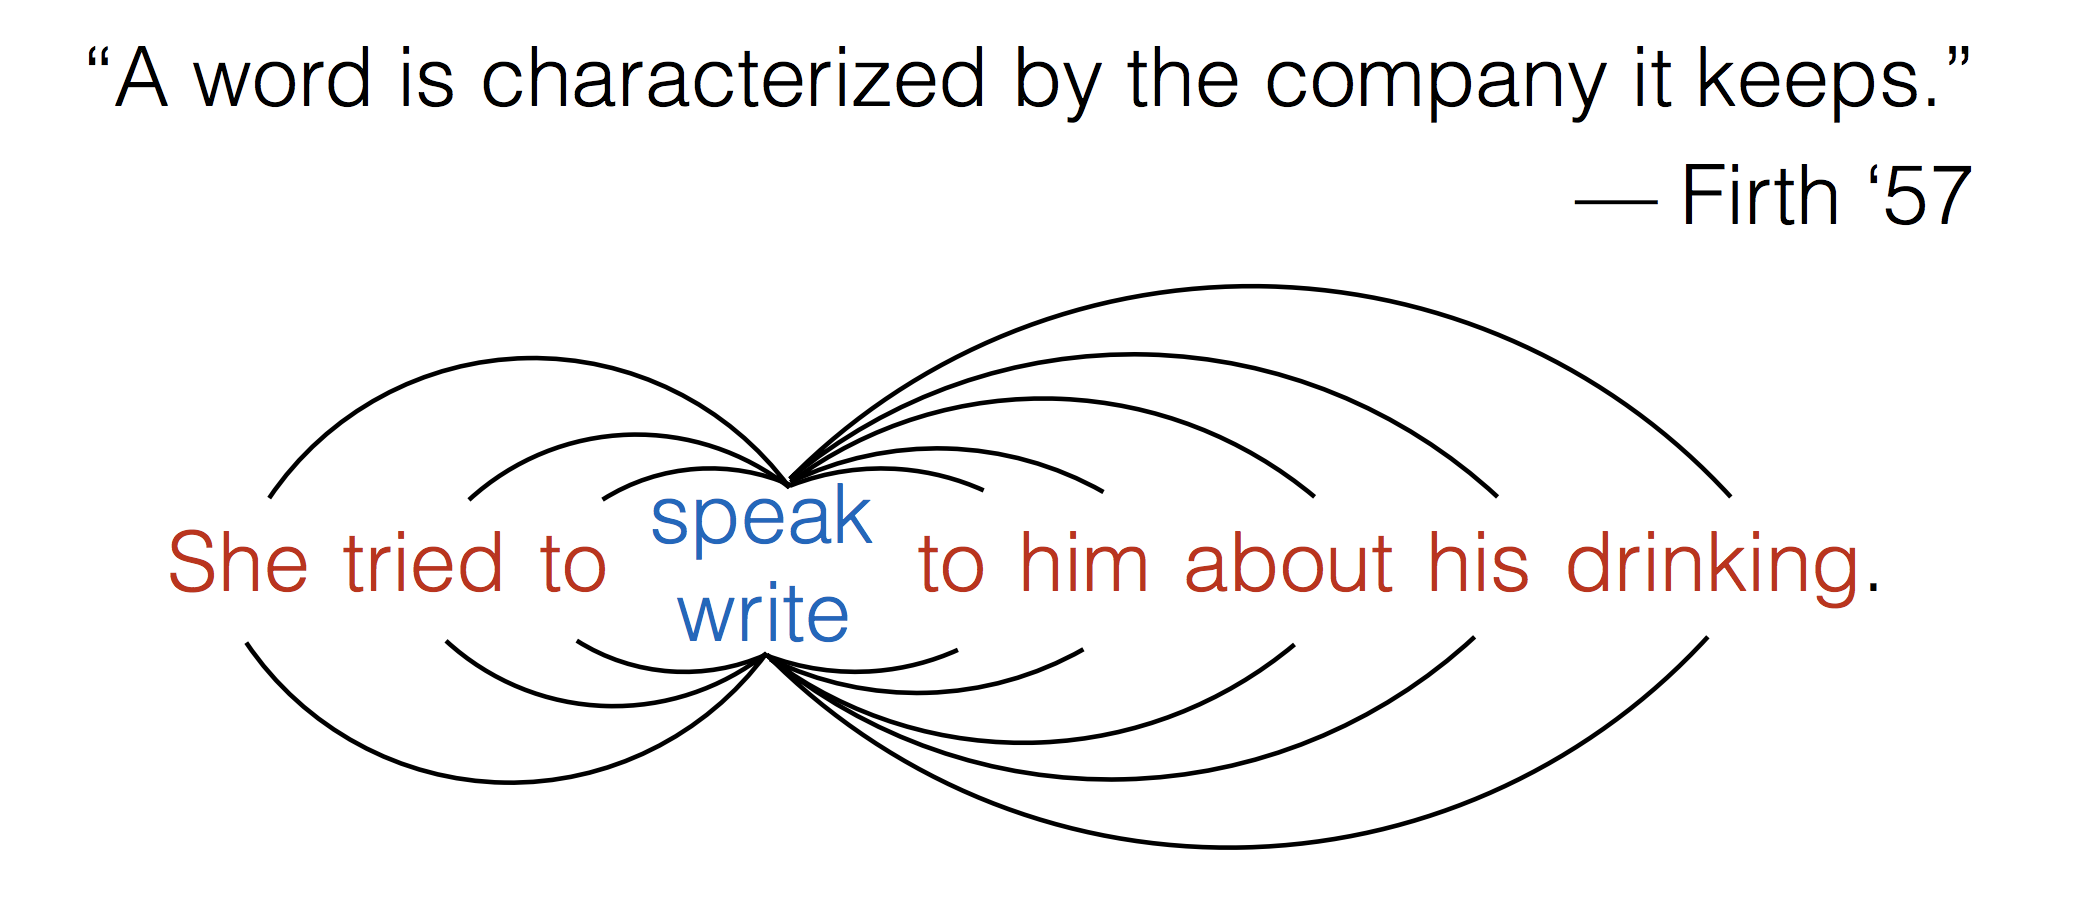 “A word is characterized by the company it keeps.”
— Firth ‘57
speak
She tried to to him about his drinking.
write